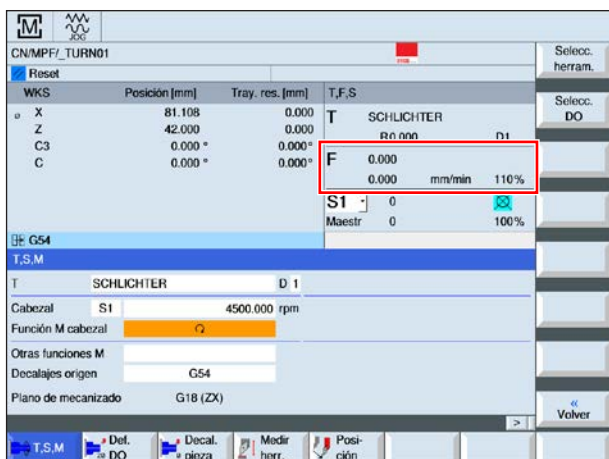 M JOG
CN/MPF/_TURN01
Reset
WKS Posición [mm] Tray. res. [mm] T,F,S
ø X 81.108 0.000 T SCHLICHTER
Z 42.000 0.000 R0.000 D1
C3 0.000 ° 0.000°
C 0.000 ° 0.000°
F 0.000
0.000 mm/min 110%
S1 0
Maestr 0 100%
G54
T,S,M
T SCHLICHTER D 1
Cabezal S1 4500.000 rpm
Función M cabezal
Otras funciones M
Decalajes origen G54
Plano de mecanizado G18 (ZX)
>
Selecc.
herram.
Selecc.
DO
«
Volver
T,S,M
Def.
DO
Decal.
pieza
Medir
herr.
Posi-
ción